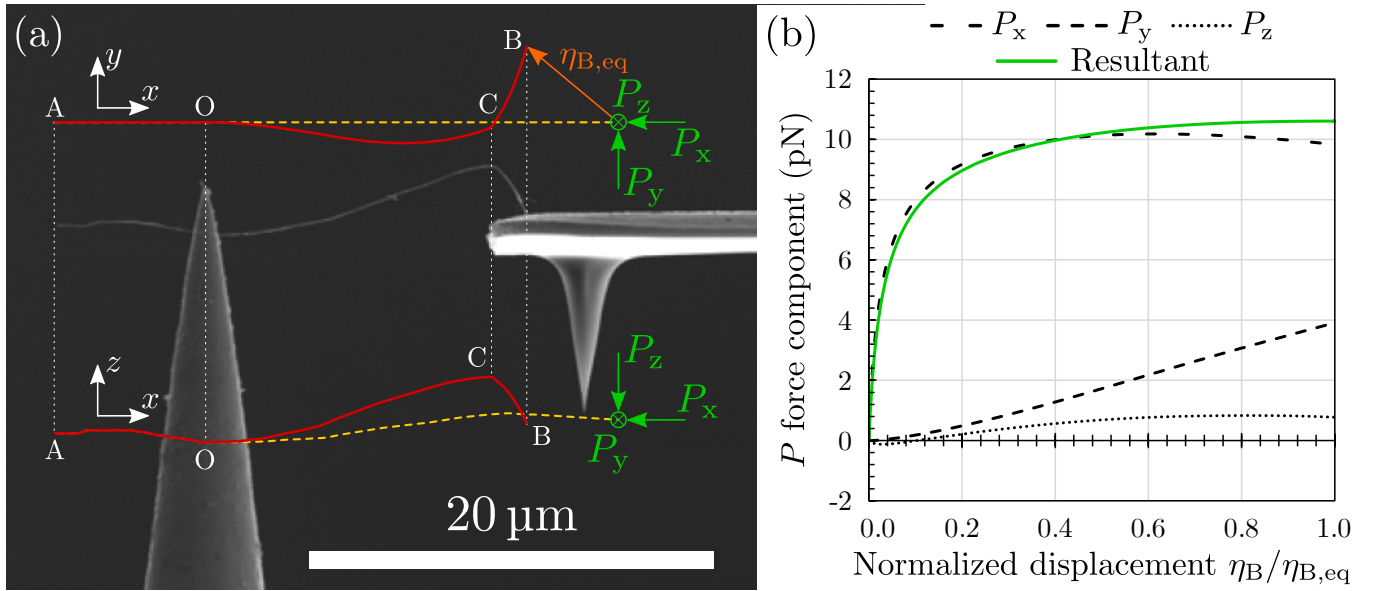 (a)
B
η_B,eq
y
x
A
O
C
P_z
P_x
P_y
z
x
C
P_z
P_x
A
O
B
P_y
20 μm
(b)
P_x P_y P_z
Resultant
12
10
8
6
4
2
0
-2
P force component (pN)
0.0 0.2 0.4 0.6 0.8 1.0
Normalized displacement η_B/η_B,eq